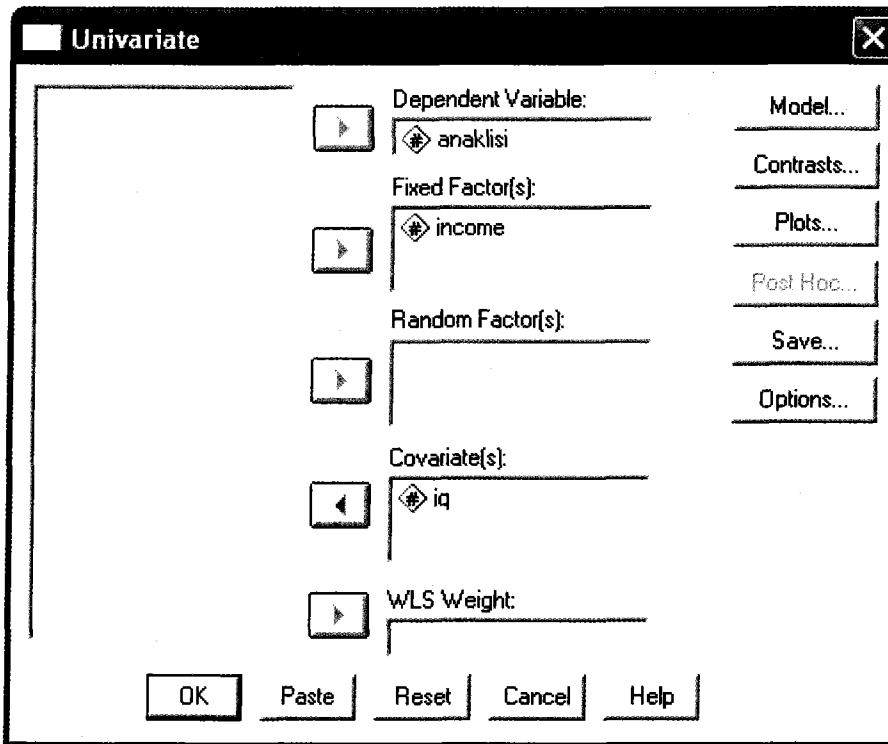 Univariate
Dependent Variable:
# anaklisi
Fixed Factor(s):
# income
Random Factor(s):
Covariate(s):
# iq
WLS Weight:
Model...
Contrasts...
Plots...
Post Hoc...
Save...
Options...
OK
Paste
Reset
Cancel
Help